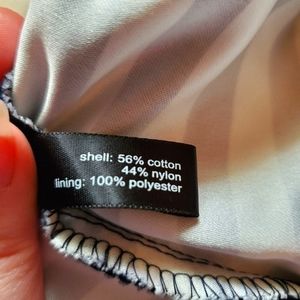 shell: 56% cotton
44% nylon
lining: 100% polyester